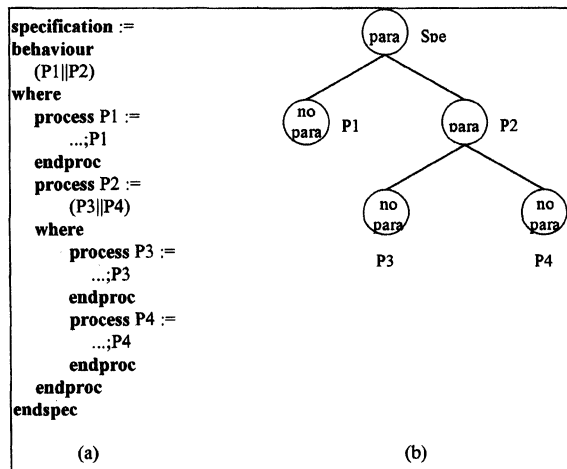 specification :=
behaviour
(P1||P2)
where
process P1 :=
...;P1
endproc
process P2 :=
(P3||P4)
where
process P3 :=
...;P3
endproc
process P4 :=
...;P4
endproc
endproc
endspec
(a)
para Spe
no
para P1
para P2
no
para
no
para
P3 P4
(b)